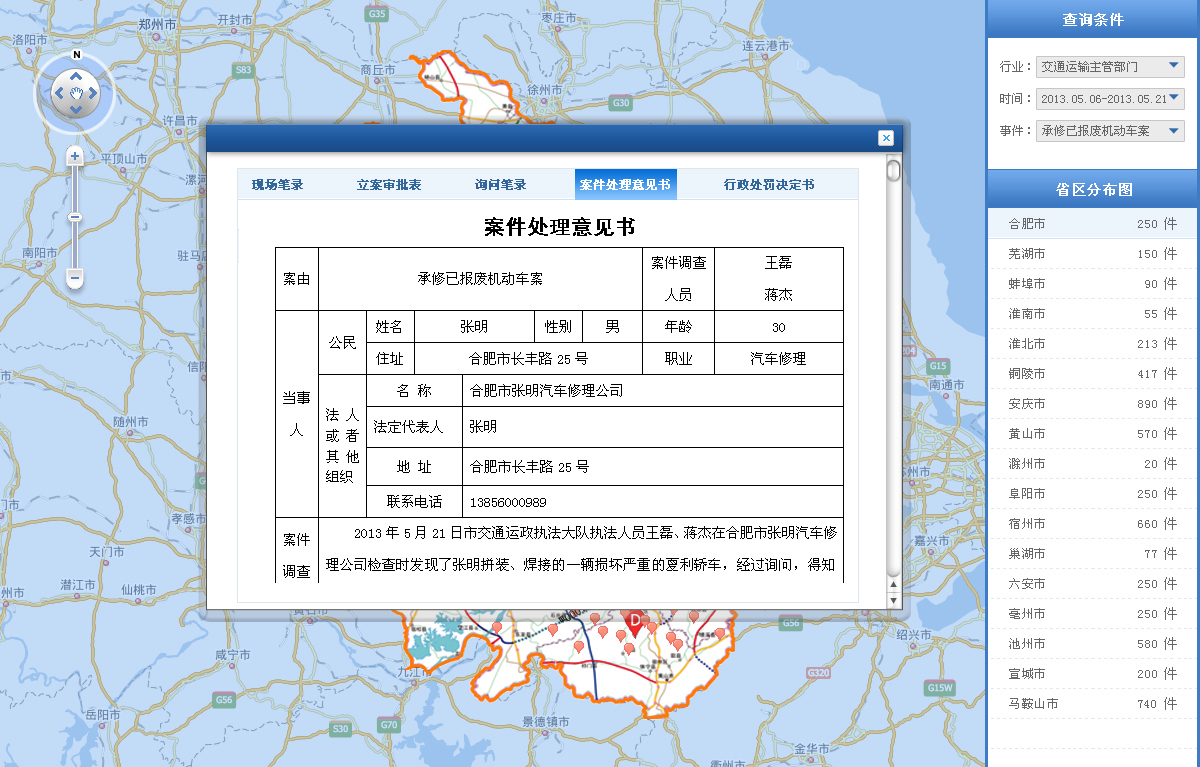 洛阳市
郑州市
开封市
G35
枣庄市
连云港市
N
S83
商丘市
徐州市
G30
许昌市
平顶山市
漯河
南阳市
驻马店
信阳
随州市
孝感市
天门市
潜江市
仙桃市
咸宁市
岳阳市
九江市
景德镇市
G56
S30
G70
G56
G320
G15W
绍兴市
金华市
衢州市
嘉兴市
南通市
G15
现场笔录
立案审批表
询问笔录
案件处理意见书
行政处罚决定书
案件处理意见书
案由
承修已报废机动车案
案件调查
人员
王磊
蒋杰
当事
人
公民
姓名
张明
性别
男
年龄
30
住址
合肥市长丰路 25 号
职业
汽车修理
法 人
或 者
其 他
组织
名 称
合肥市张明汽车修理公司
法定代表人
张明
地 址
合肥市长丰路 25 号
联系电话
13856000989
案件
调查
2013 年 5 月 21 日市交通运政执法大队执法人员王磊、蒋杰在合肥市张明汽车修
理公司检查时发现了张明拼装、焊接的一辆损坏严重的夏利轿车，经过询问，得知
D
查询条件
行业：交通运输主管部门
时间：2013.05.06-2013.05.21
事件：承修已报废机动车案
省区分布图
合肥市 250 件
芜湖市 150 件
蚌埠市 90 件
淮南市 55 件
淮北市 213 件
铜陵市 417 件
安庆市 890 件
黄山市 570 件
滁州市 20 件
阜阳市 250 件
宿州市 660 件
巢湖市 77 件
六安市 250 件
亳州市 250 件
池州市 580 件
宣城市 200 件
马鞍山市 740 件